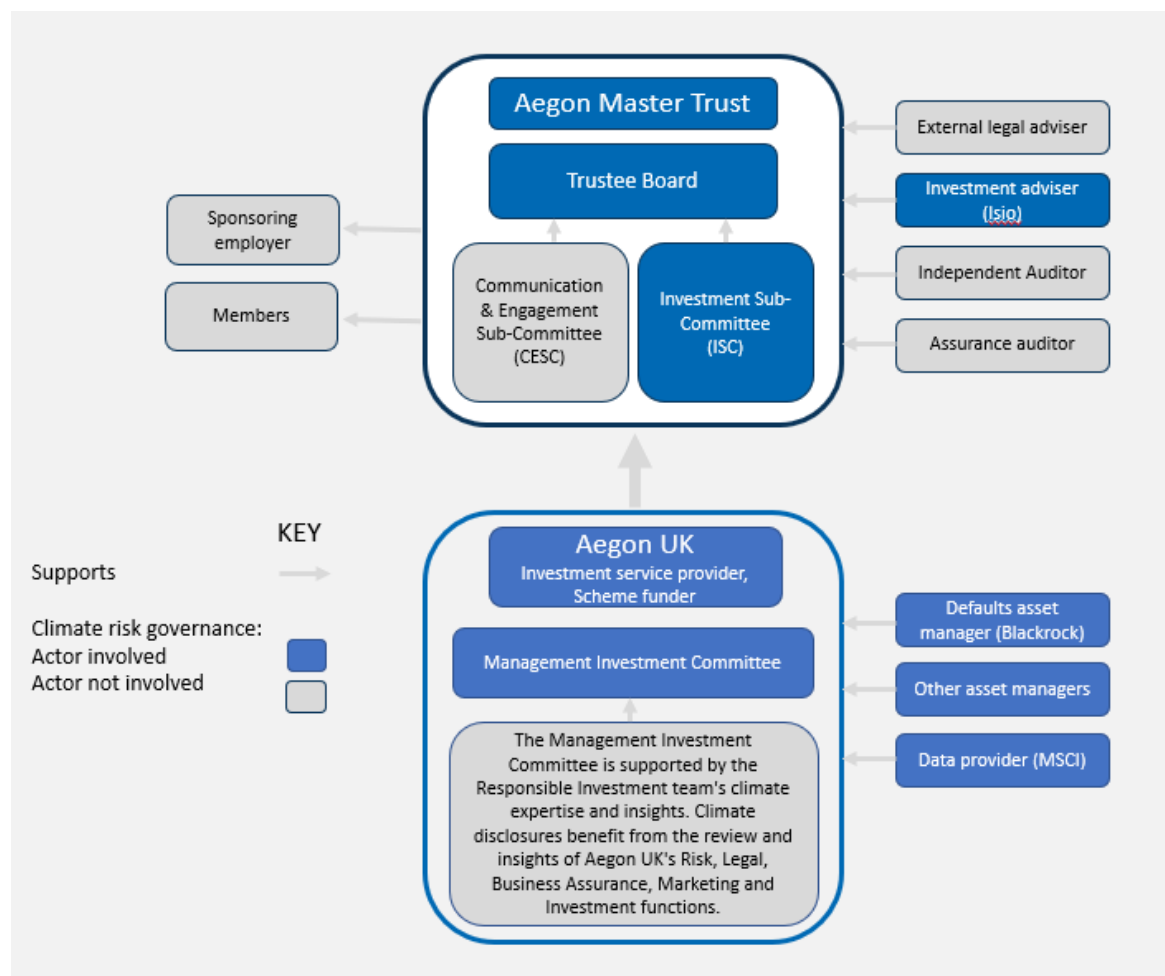 Aegon Master Trust
Trustee Board
Communication
& Engagement
Sub-Committee
(CESC)
Investment Sub-
Committee
(ISC)
Sponsoring
employer
Members
External legal adviser
Investment adviser
(Isio)
Independent Auditor
Assurance auditor
KEY
Supports
Climate risk governance:
Actor involved
Actor not involved
Aegon UK
Investment service provider,
Scheme funder
Management Investment Committee
The Management Investment
Committee is supported by the
Responsible Investment team's climate
expertise and insights. Climate
disclosures benefit from the review and
insights of Aegon UK's Risk, Legal,
Business Assurance, Marketing and
Investment functions.
Defaults asset
manager (Blackrock)
Other asset managers
Data provider (MSCI)